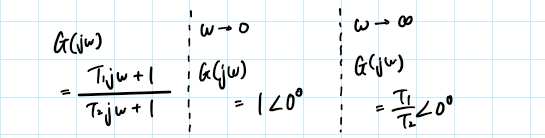 G(jω)
= T₁jω + 1 / T₂jω + 1
ω → 0
G(jω)
= 1∠0°
ω → ∞
G(jω)
= T₁/T₂ ∠0°